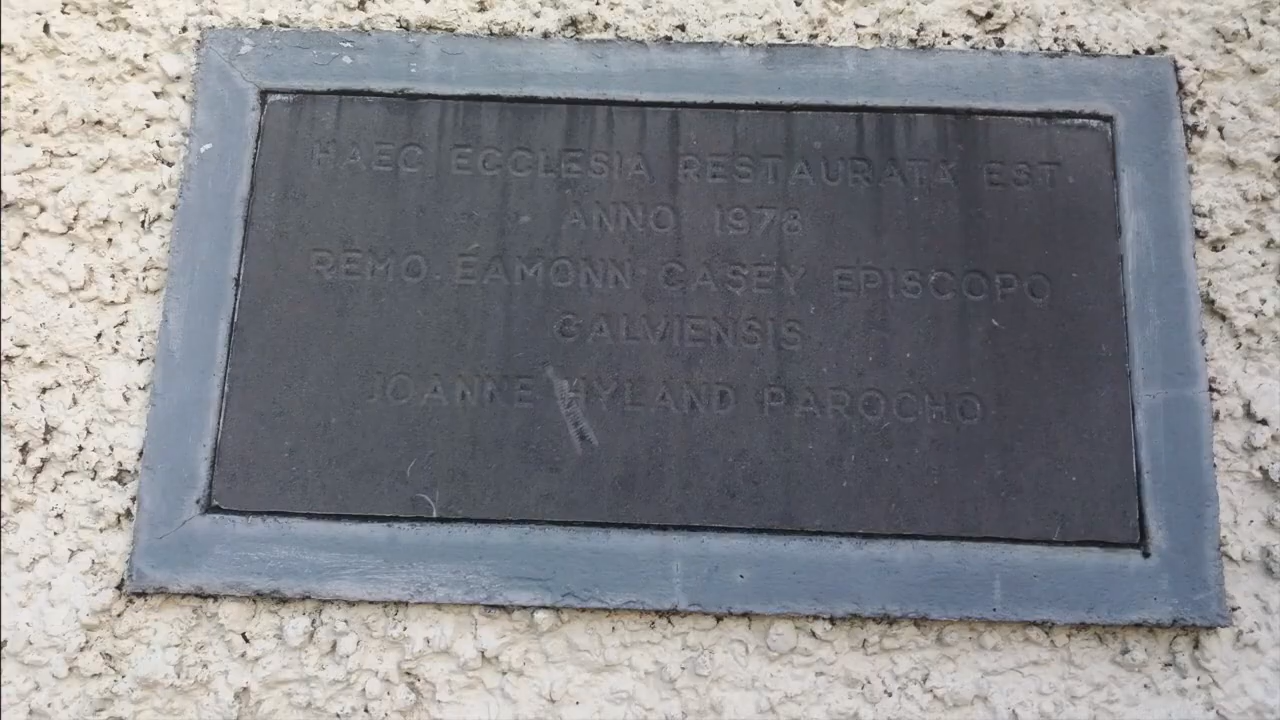 HAEC ECCLESIA RESTAURATA EST
ANNO 1978
REMO. ÉAMONN CASEY EPISCOPO
GALVIENSIS
JOANNE HYLAND PAROCHO